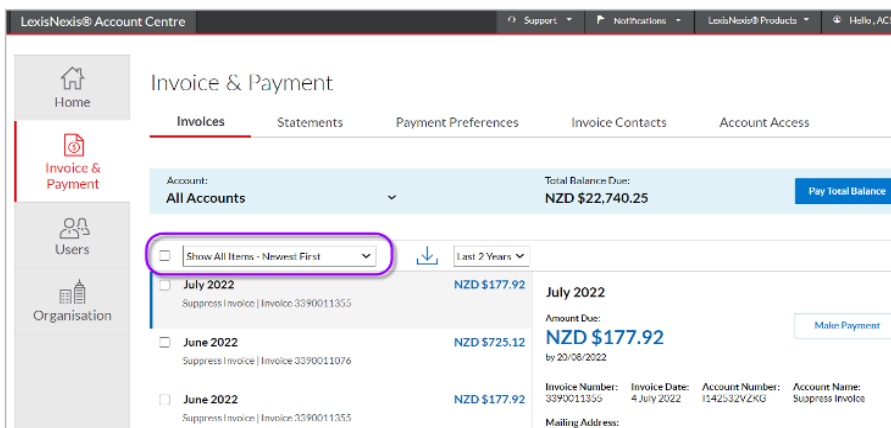 LexisNexis® Account Centre
Support
Notifications
LexisNexis® Products
Hello, ACS
Home
Invoice &
Payment
Users
Organisation
Invoice & Payment
Invoices
Statements
Payment Preferences
Invoice Contacts
Account Access
Account:
All Accounts
Total Balance Due:
NZD $22,740.25
Pay Total Balance
Show All Items - Newest First
Last 2 Years
July 2022
NZD $177.92
Suppress Invoice | Invoice 3390011355
June 2022
NZD $725.12
Suppress Invoice | Invoice 3390011076
June 2022
NZD $177.92
Suppress Invoice | Invoice 3390011355
July 2022
Amount Due:
NZD $177.92
by 20/08/2022
Make Payment
Invoice Number:
3390011355
Invoice Date:
4 July 2022
Account Number:
I142532VZKG
Account Name:
Suppress Invoice
Mailing Address: